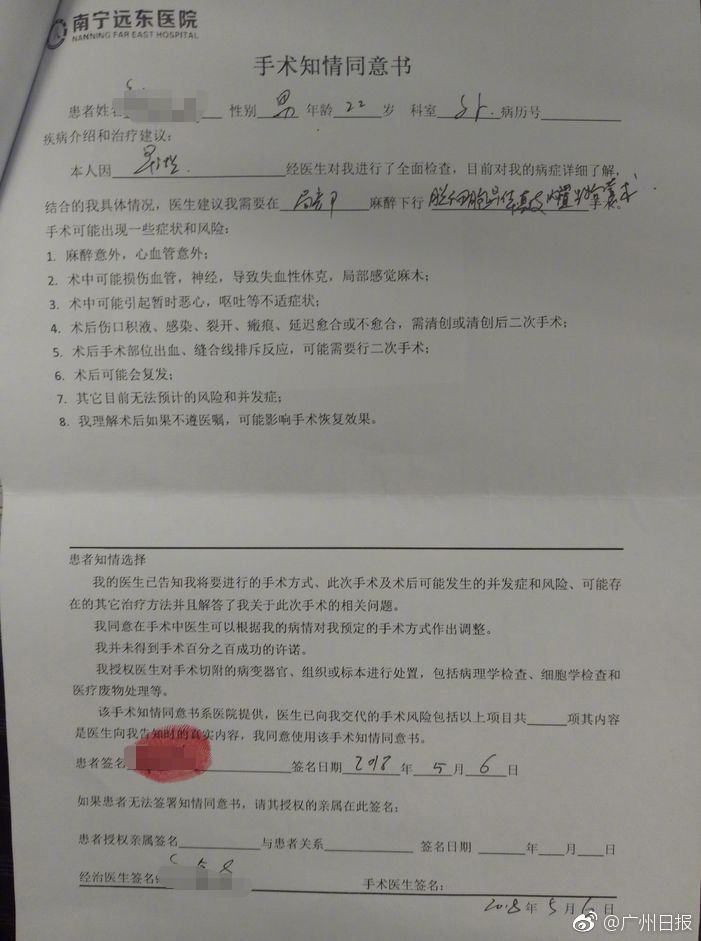 南宁远东医院
NANNING FAR EAST HOSPITAL
手术知情同意书
患者姓名 性别 男 年龄 22 岁 科室 外 病历号
疾病介绍和治疗建议：
本人因 经医生对我进行了全面检查，目前对我的病症详细了解，
结合的我具体情况，医生建议我需要在 局部 麻醉下行 脱细胞异体真皮
手术可能出现一些症状和风险：
1. 麻醉意外，心血管意外；
2. 术中可能损伤血管，神经，导致失血性休克，局部感觉麻木；
3. 术中可能引起暂时恶心，呕吐等不适症状；
4. 术后伤口积液、感染、裂开、瘢痕、延迟愈合或不愈合，需清创或清创后二次手术；
5. 术后手术部位出血、缝合线排斥反应，可能需要行二次手术；
6. 术后可能会复发；
7. 其它目前无法预计的风险和并发症；
8. 我理解术后如果不遵医嘱，可能影响手术恢复效果。
患者知情选择
我的医生已告知我将要进行的手术方式、此次手术及术后可能发生的并发症和风险、可能存
在的其它治疗方法并且解答了我关于此次手术的相关问题。
我同意在手术中医生可以根据我的病情对我预定的手术方式作出调整。
我并未得到手术百分之百成功的许诺。
我授权医生对手术切附的病变器官、组织或标本进行处置，包括病理学检查、细胞学检查和
医疗废物处理等。
该手术知情同意书系医院提供，医生已向我交代的手术风险包括以上项目共 项其内容
是医生向我告知时的真实内容，我同意使用该手术知情同意书。
患者签名 签名日期 2018 年 5 月 6 日
如果患者无法签署知情同意书，请其授权的亲属在此签名：
患者授权亲属签名 与患者关系 签名日期 年 月 日
经治医生签名： 手术医生签名：
2018 年 5 月 6 日
@广州日报